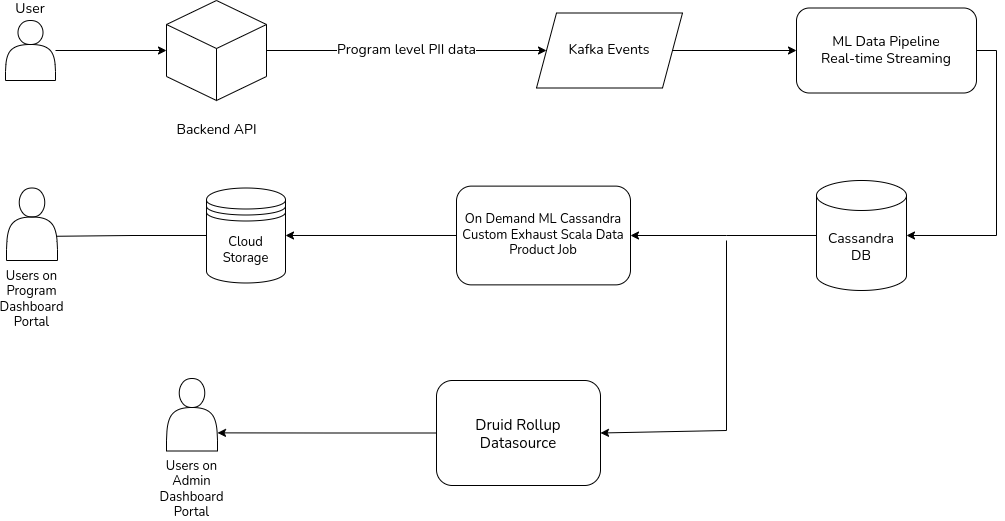 User
Backend API
Program level PII data
Kafka Events
ML Data Pipeline
Real-time Streaming
Users on
Program
Dashboard
Portal
Cloud
Storage
On Demand ML Cassandra
Custom Exhaust Scala Data
Product Job
Cassandra
DB
Users on
Admin
Dashboard
Portal
Druid Rollup
Datasource